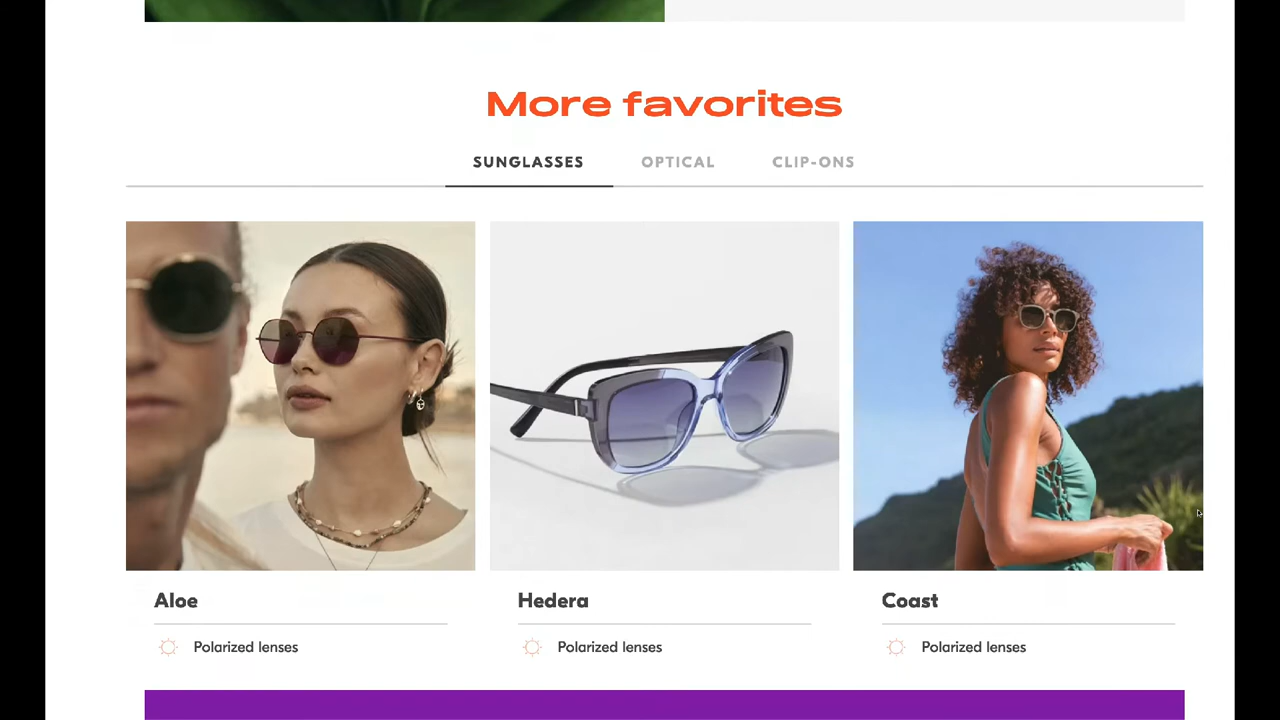 More favorites
SUNGLASSES OPTICAL CLIP-ONS
Aloe
Polarized lenses
Hedera
Polarized lenses
Coast
Polarized lenses